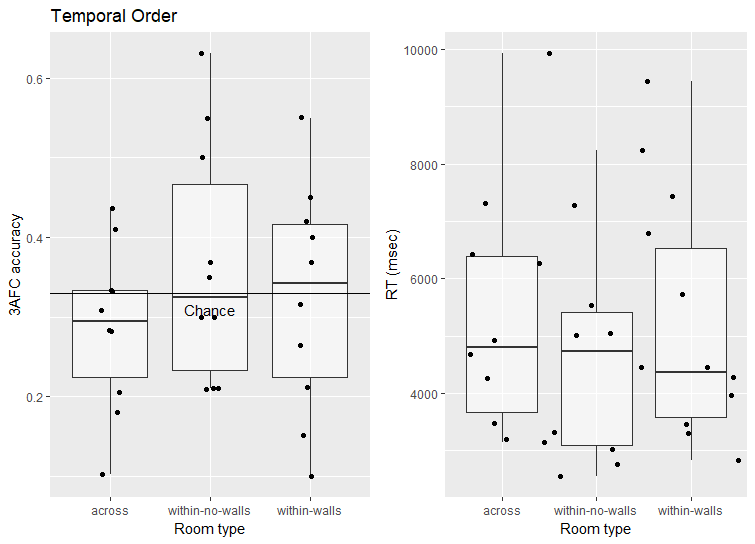 Temporal Order
3AFC accuracy
0.6
0.4
0.2
Chance
across
within-no-walls
within-walls
Room type
RT (msec)
10000
8000
6000
4000
across
within-no-walls
within-walls
Room type